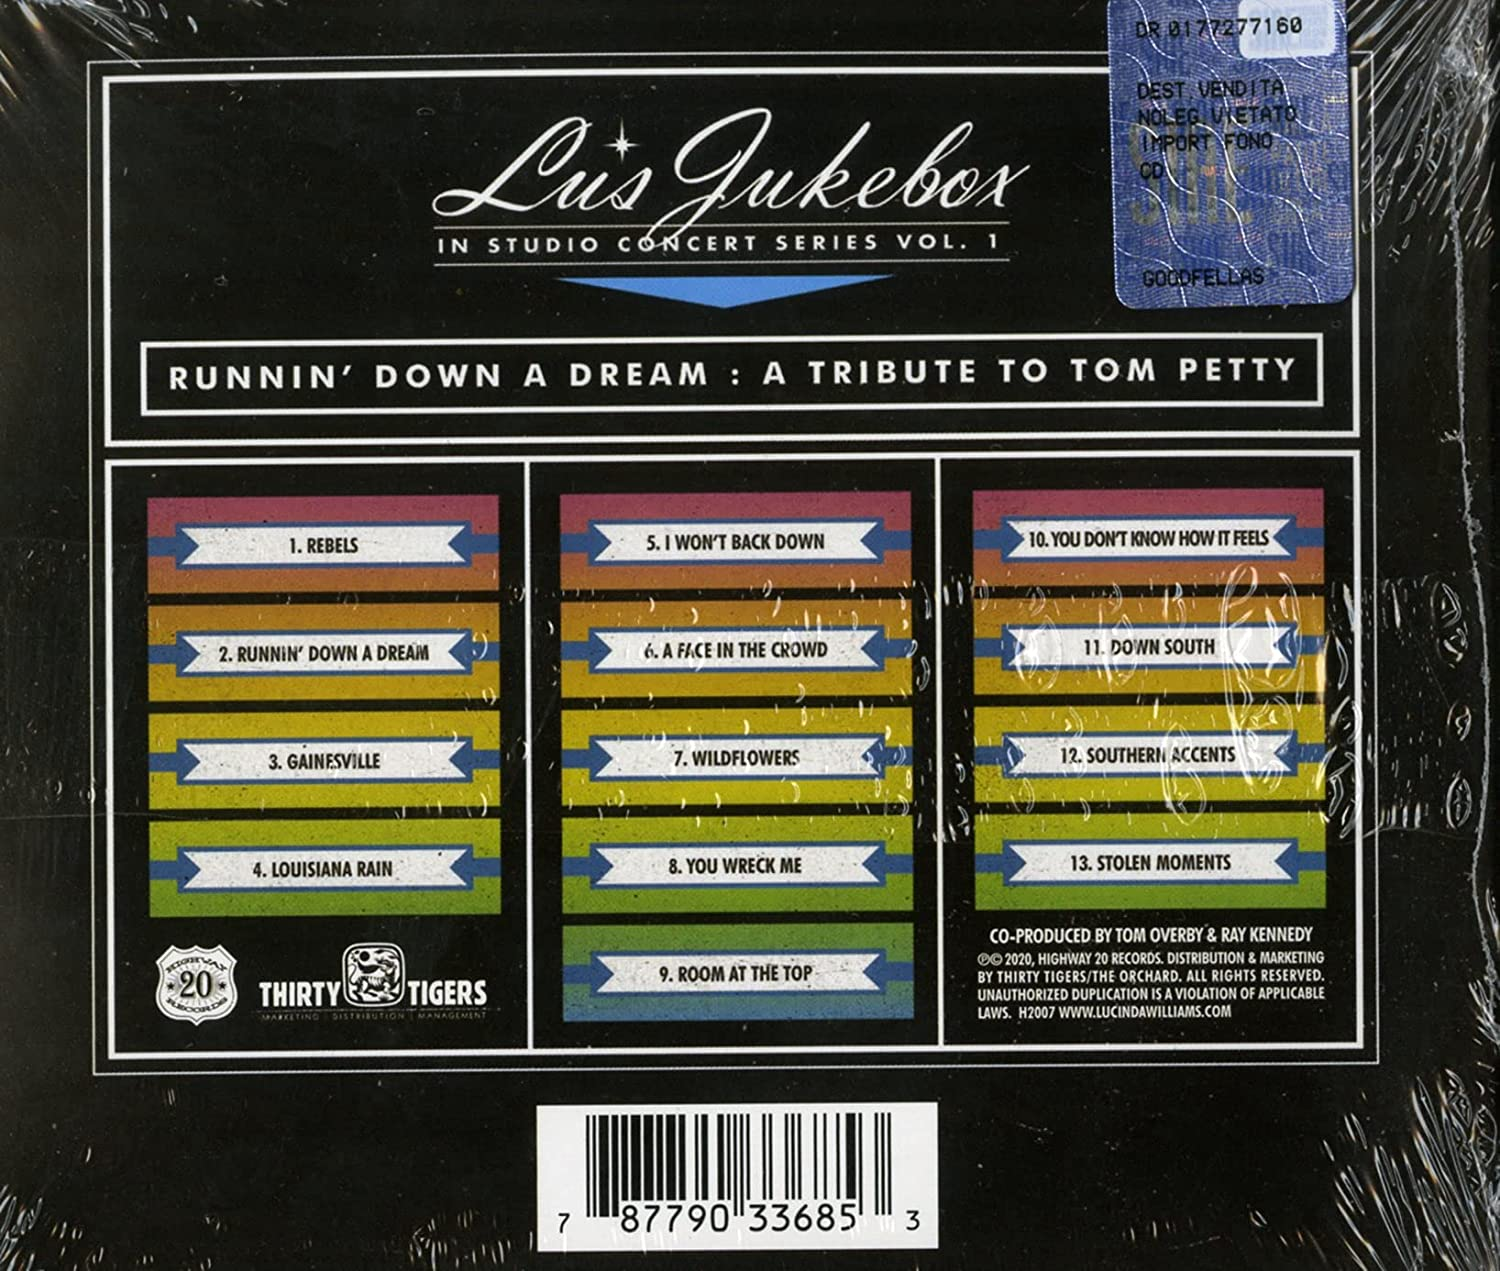 DR 0177277160
DEST VENDITA
NOLEG VIETATO
IMPORT FONO
CD
GOODFELLAS
Lu's Jukebox
IN STUDIO CONCERT SERIES VOL. 1
RUNNIN' DOWN A DREAM : A TRIBUTE TO TOM PETTY
1. REBELS
2. RUNNIN' DOWN A DREAM
3. GAINESVILLE
4. LOUISIANA RAIN
HIGHWAY
20
RECORDS
THIRTY TIGERS
MARKETING | DISTRIBUTION | MANAGEMENT
5. I WON'T BACK DOWN
6. A FACE IN THE CROWD
7. WILDFLOWERS
8. YOU WRECK ME
9. ROOM AT THE TOP
10. YOU DON'T KNOW HOW IT FEELS
11. DOWN SOUTH
12. SOUTHERN ACCENTS
13. STOLEN MOMENTS
CO-PRODUCED BY TOM OVERBY & RAY KENNEDY
℗© 2020, HIGHWAY 20 RECORDS. DISTRIBUTION & MARKETING
BY THIRTY TIGERS/THE ORCHARD. ALL RIGHTS RESERVED.
UNAUTHORIZED DUPLICATION IS A VIOLATION OF APPLICABLE
LAWS. H2007 WWW.LUCINDAWILLIAMS.COM
7 87790 33685 3